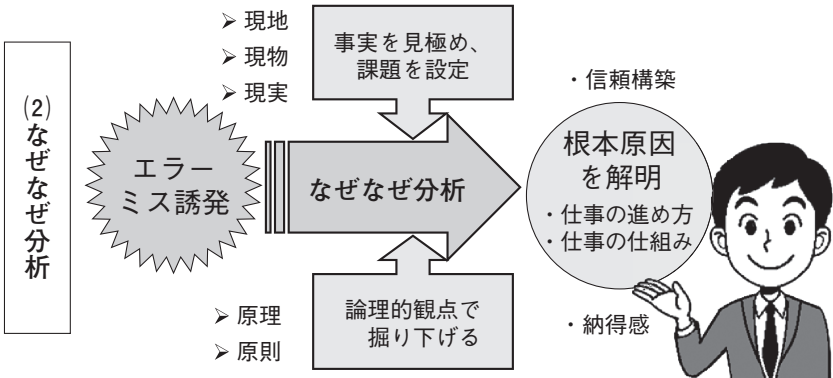 (2)なぜなぜ分析
エラー
ミス誘発
➢ 現地
➢ 現物
➢ 現実
事実を見極め、
課題を設定
なぜなぜ分析
➢ 原理
➢ 原則
論理的観点で
掘り下げる
・信頼構築
根本原因
を解明
・仕事の進め方
・仕事の仕組み
・納得感